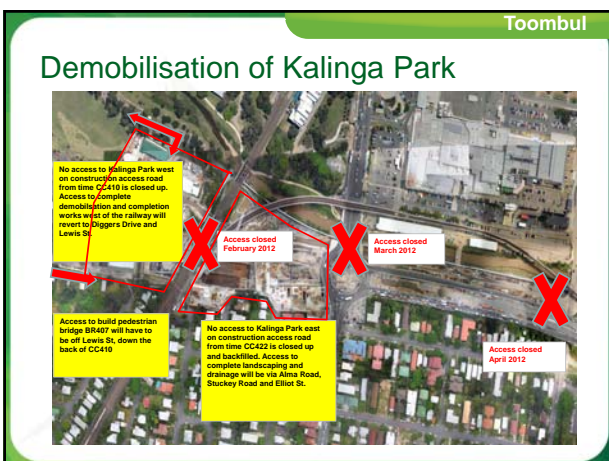 Toombul
Demobilisation of Kalinga Park
No access to Kalinga Park west
on construction access road
from time CC410 is closed up.
Access to complete
demobilsation and completion
works west of the railway will
revert to Diggers Drive and
Lewis St.
Access closed
February 2012
Access closed
March 2012
Access to build pedestrian
bridge BR407 will have to
be off Lewis St, down the
back of CC410
No access to Kalinga Park east
on construction access road
from time CC422 is closed up
and backfilled. Access to
complete landscaping and
drainage will be via Alma Road,
Stuckey Road and Elliot St.
Access closed
April 2012